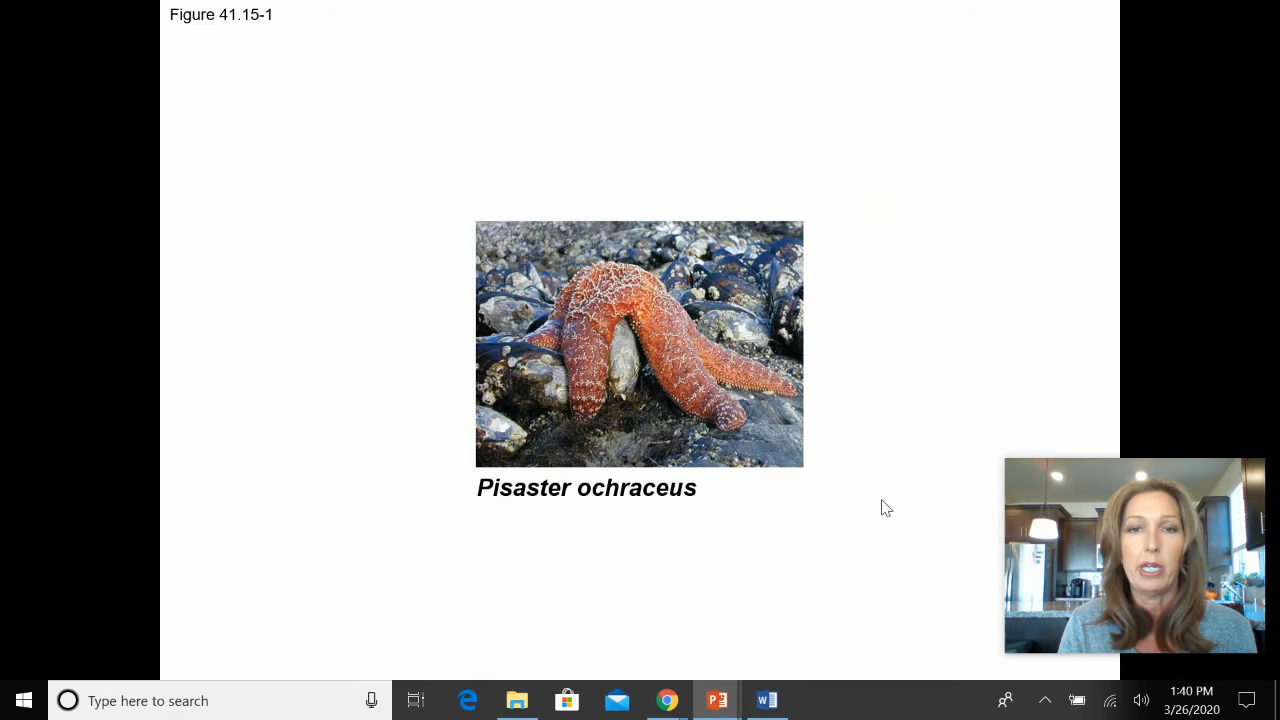 Figure 41.15-1
Pisaster ochraceus
Type here to search
1:40 PM
3/26/2020